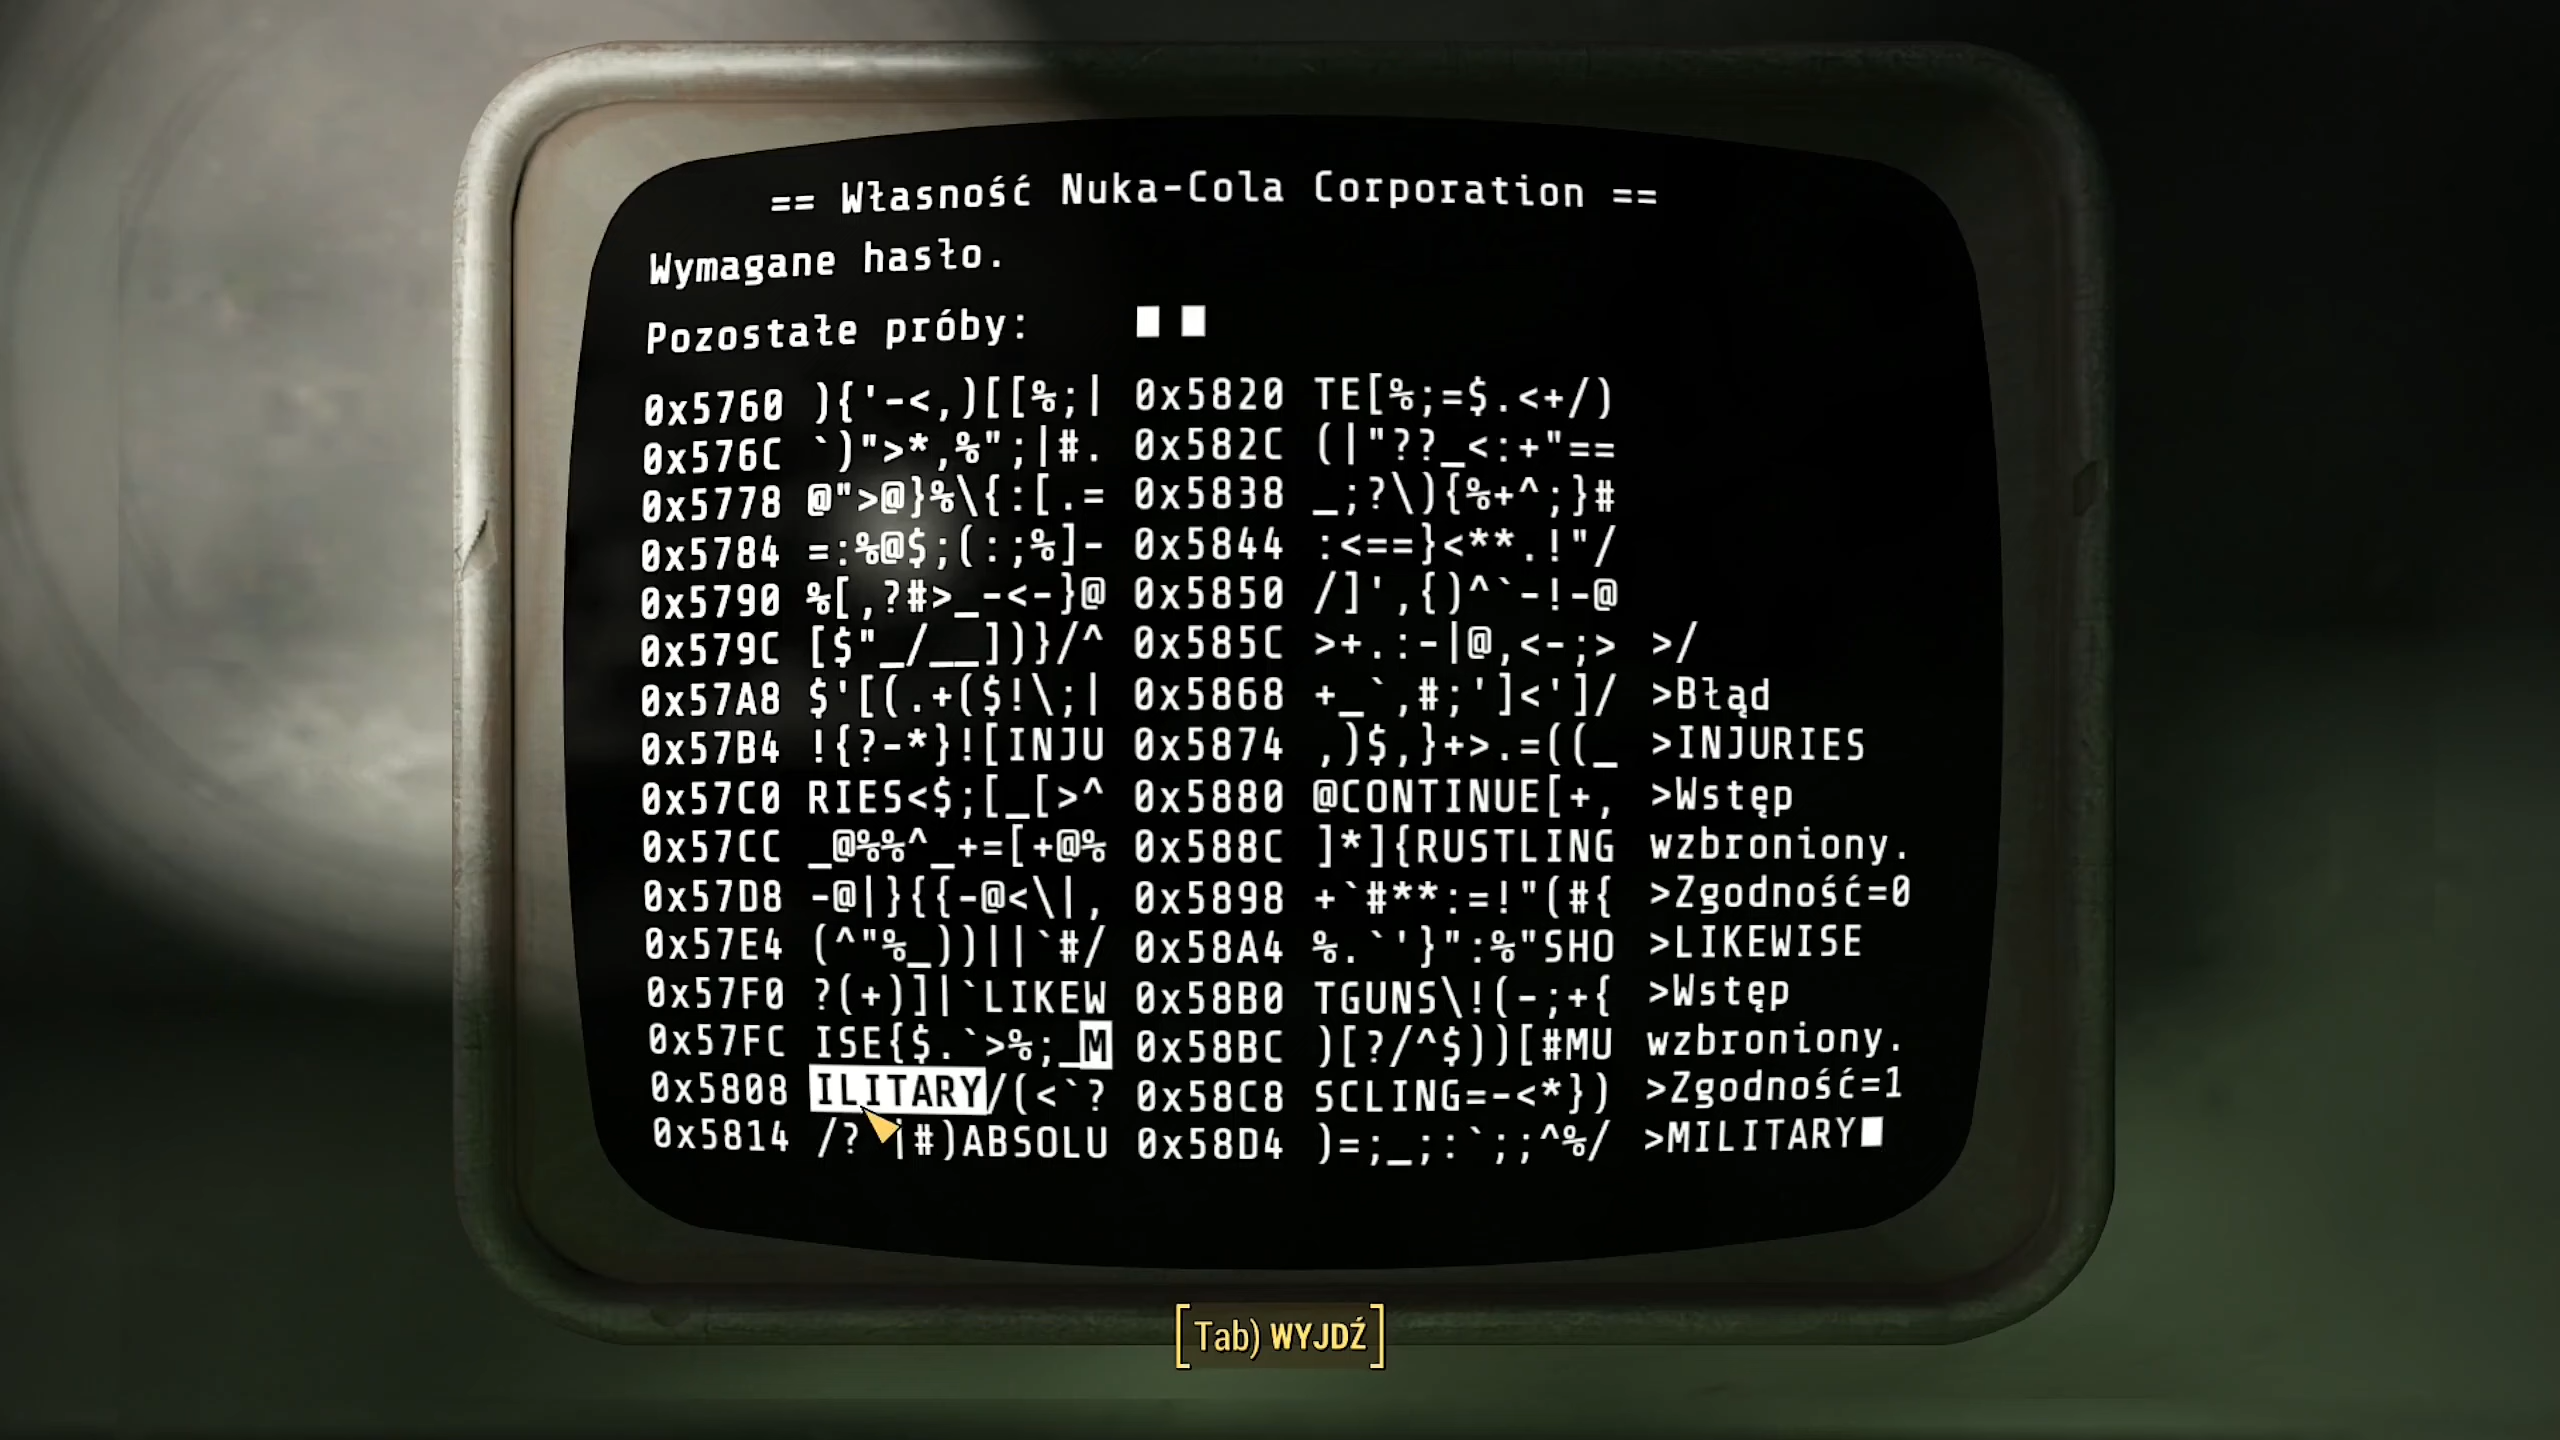 == Własność Nuka-Cola Corporation ==
Wymagane hasło.
Pozostałe próby: ■ ■
0x5760 ){'-<,)[[%;| 0x5820 TE[%;=$.<+/)
0x576C `)">*,%";|#. 0x582C (|"??_<:+"==
0x5778 @">@}%\{:[.= 0x5838 _;?\){%+^;}#
0x5784 =:%@$;(:;%]- 0x5844 :<==}<**.!"/
0x5790 %[,?#>_-<-}@ 0x5850 /]',{)^`-!-@
0x579C [$"_/__])}/^ 0x585C >+.:-|@,<-;> >/
0x57A8 $'[(.+($!\;| 0x5868 +_`,#;']<']/ >Błąd
0x57B4 !{?-*}![INJU 0x5874 ,)$,}+>.=((_ >INJURIES
0x57C0 RIES<$;[_[>^ 0x5880 @CONTINUE[+, >Wstęp
0x57CC _@%%^_+=[+@% 0x588C ]*]{RUSTLING wzbroniony.
0x57D8 -@|}{{-@<\|, 0x5898 +`#**:=!"(#{ >Zgodność=0
0x57E4 (^"%_))||`#/ 0x58A4 %.`'}":%"SHO >LIKEWISE
0x57F0 ?(+)]|`LIKEW 0x58B0 TGUNS\!(-;+{ >Wstęp
0x57FC ISE{$.`>%;_M 0x58BC )[?/^$))[#MU wzbroniony.
0x5808 ILITARY/(<`? 0x58C8 SCLING=-<*}) >Zgodność=1
0x5814 /? |#)ABSOLU 0x58D4 )=;_;:`;;^%/ >MILITARY■
[Tab) WYJDŹ]